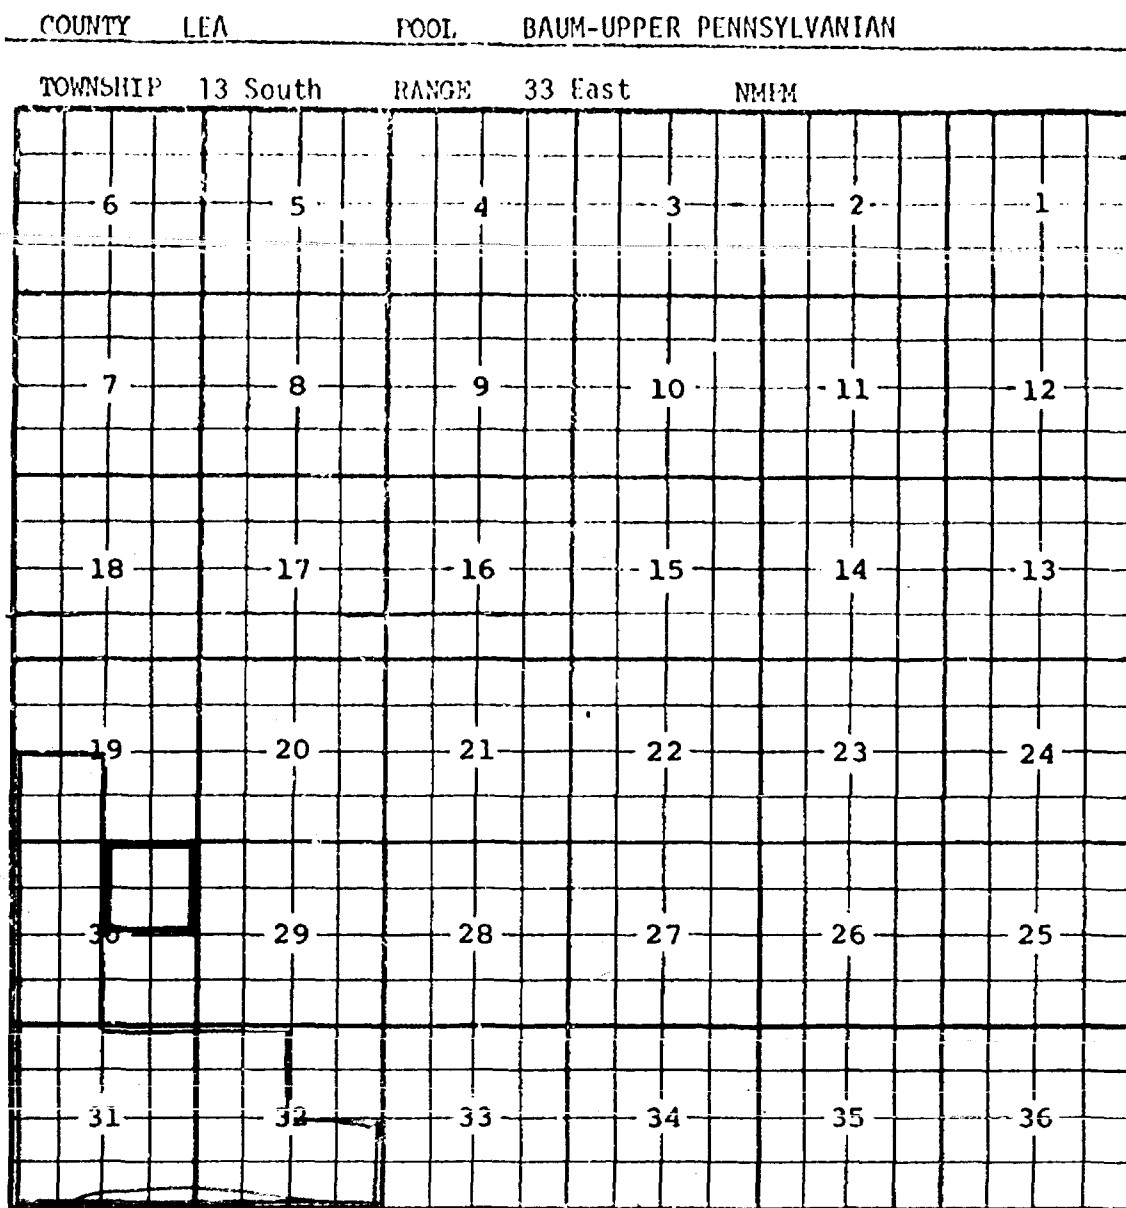 COUNTY LEA POOL BAUM-UPPER PENNSYLVANIAN
TOWNSHIP 13 South RANGE 33 East NMPM
6 5 4 3 2 1
7 8 9 10 11 12
18 17 16 15 14 13
19 20 21 22 23 24
30 29 28 27 26 25
31 32 33 34 35 36